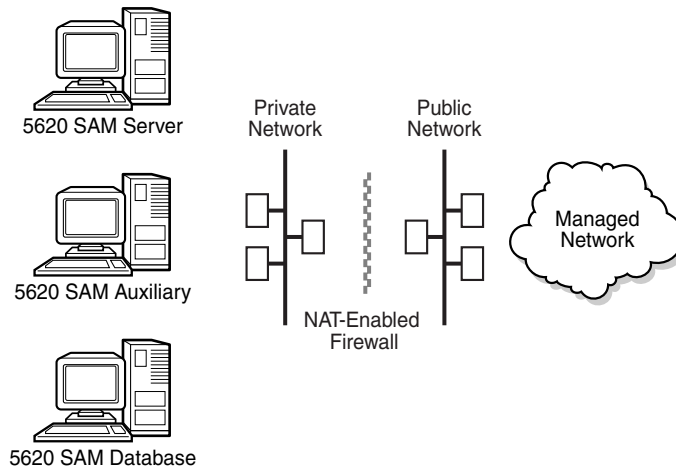 5620 SAM Server
Private
Network
Public
Network
5620 SAM Auxiliary
Managed
Network
NAT-Enabled
Firewall
5620 SAM Database